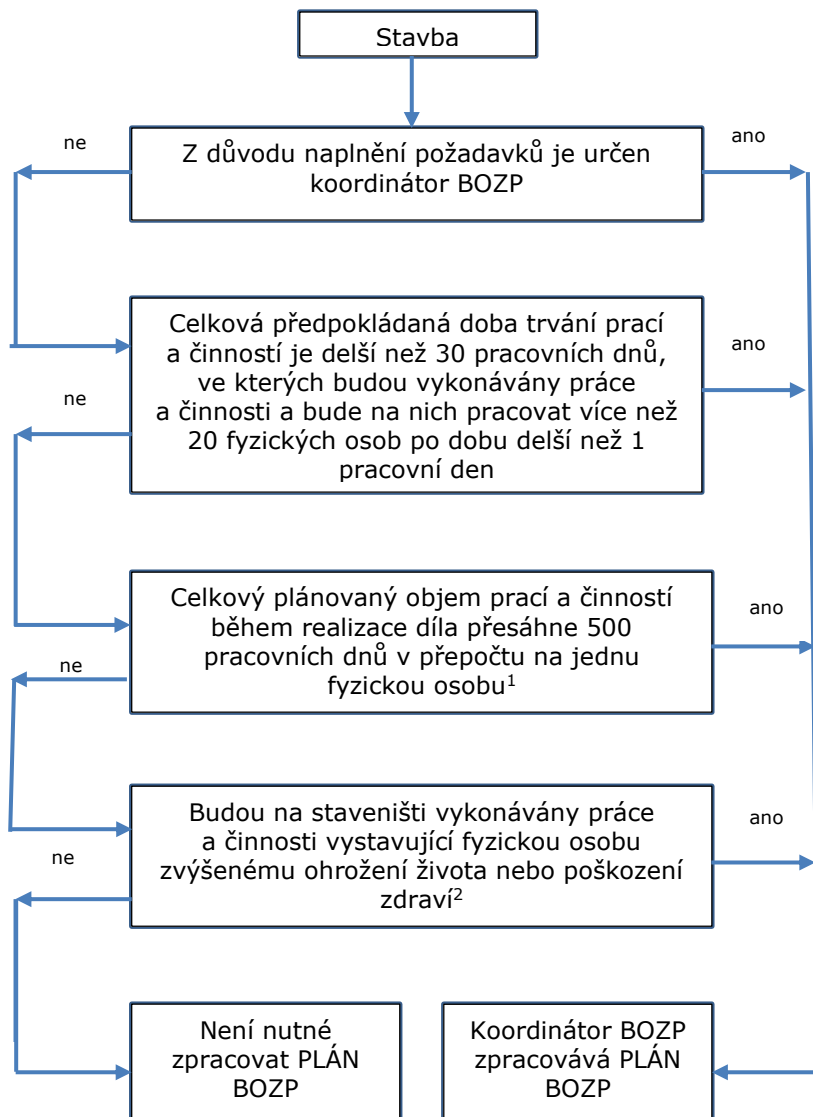 Stavba
ne
ano
Z důvodu naplnění požadavků je určen
koordinátor BOZP
Celková předpokládaná doba trvání prací
a činností je delší než 30 pracovních dnů,
ve kterých budou vykonávány práce
a činnosti a bude na nich pracovat více než
20 fyzických osob po dobu delší než 1
pracovní den
ano
ne
Celkový plánovaný objem prací a činností
během realizace díla přesáhne 500
pracovních dnů v přepočtu na jednu
fyzickou osobu¹
ano
ne
Budou na staveništi vykonávány práce
a činnosti vystavující fyzickou osobu
zvýšenému ohrožení života nebo poškození
zdraví²
ano
ne
Není nutné
zpracovat PLÁN
BOZP
Koordinátor BOZP
zpracovává PLÁN
BOZP